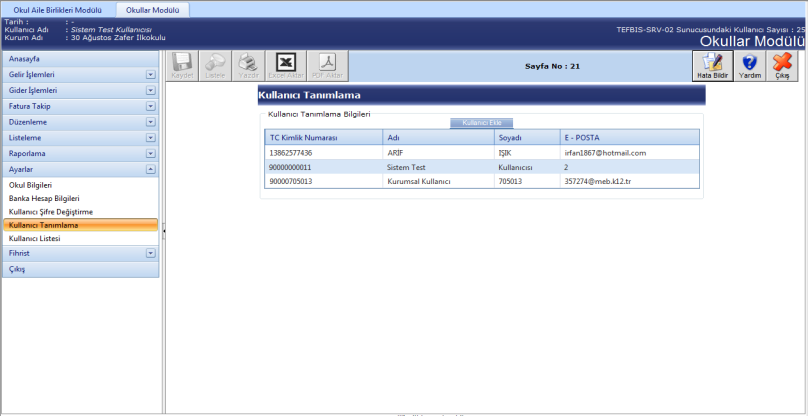 Okul Aile Birlikleri Modülü Okullar Modülü
Tarih : : -
Kullanıcı Adı : Sistem Test Kullanıcısı
Kurum Adı : 30 Ağustos Zafer İlkokulu
TEFBIS-SRV-02 Sunucusundaki Kullanıcı Sayısı : 25
Okullar Modülü
Anasayfa
Gelir İşlemleri
Gider İşlemleri
Fatura Takip
Düzenleme
Listeleme
Raporlama
Ayarlar
Okul Bilgileri
Banka Hesap Bilgileri
Kullanıcı Şifre Değiştirme
Kullanıcı Tanımlama
Kullanıcı Listesi
Fihrist
Çıkış
Kaydet Listele Yazdır Excel Aktar PDF Aktar
Sayfa No : 21
Hata Bildir Yardım Çıkış
Kullanıcı Tanımlama
Kullanıcı Tanımlama Bilgileri
Kullanıcı Ekle
TC Kimlik Numarası Adı Soyadı E - POSTA
13862577436 ARİF IŞIK irfan1867@hotmail.com
90000000011 Sistem Test Kullanıcısı 2
90000705013 Kurumsal Kullanıcı 705013 357274@meb.k12.tr